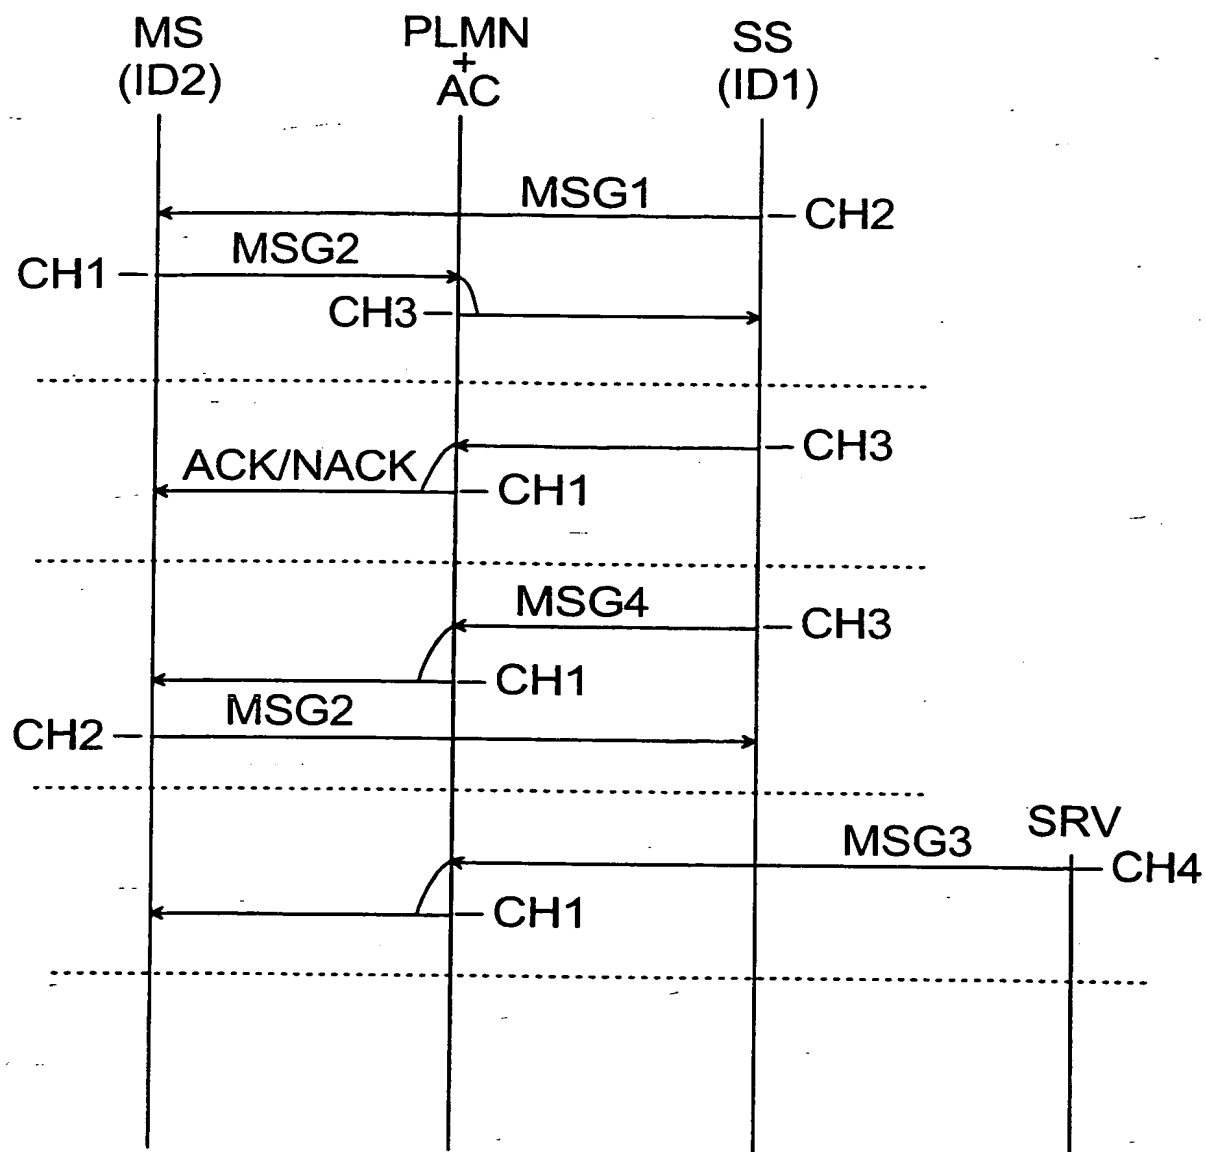 MS
(ID2)
PLMN
+
AC
SS
(ID1)
MSG1
CH2
MSG2
CH1
CH3
CH3
ACK/NACK
CH1
MSG4
CH3
CH1
MSG2
CH2
SRV
MSG3
CH4
CH1